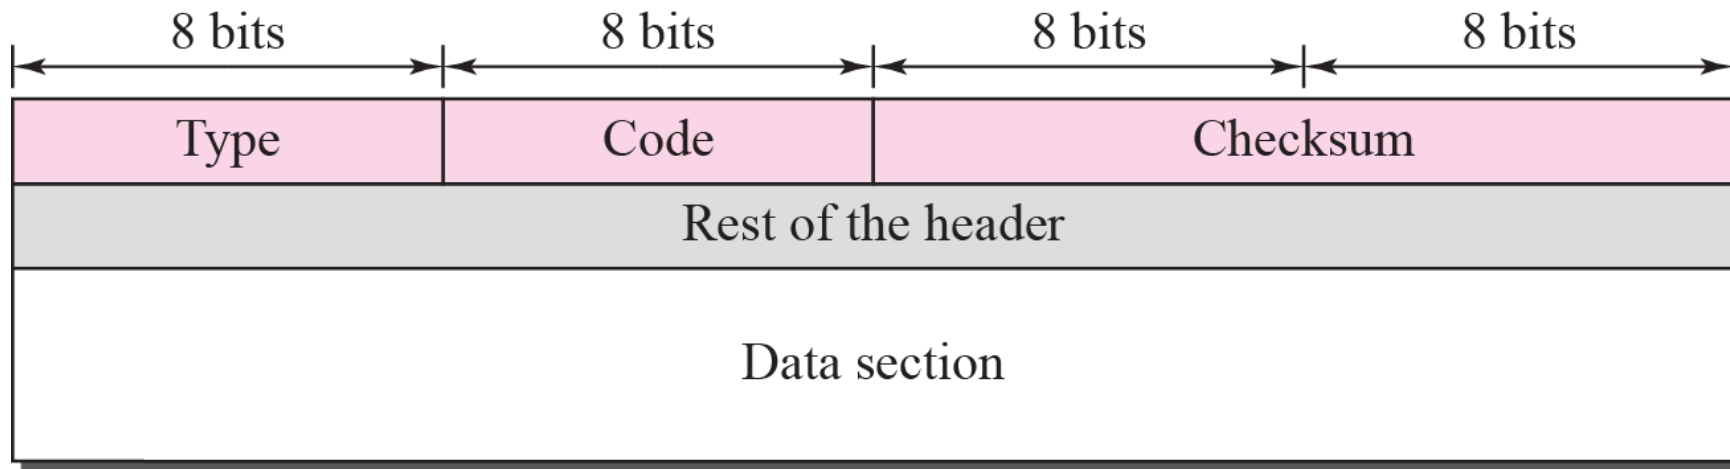 8 bits 8 bits 8 bits 8 bits
Type Code Checksum
Rest of the header
Data section